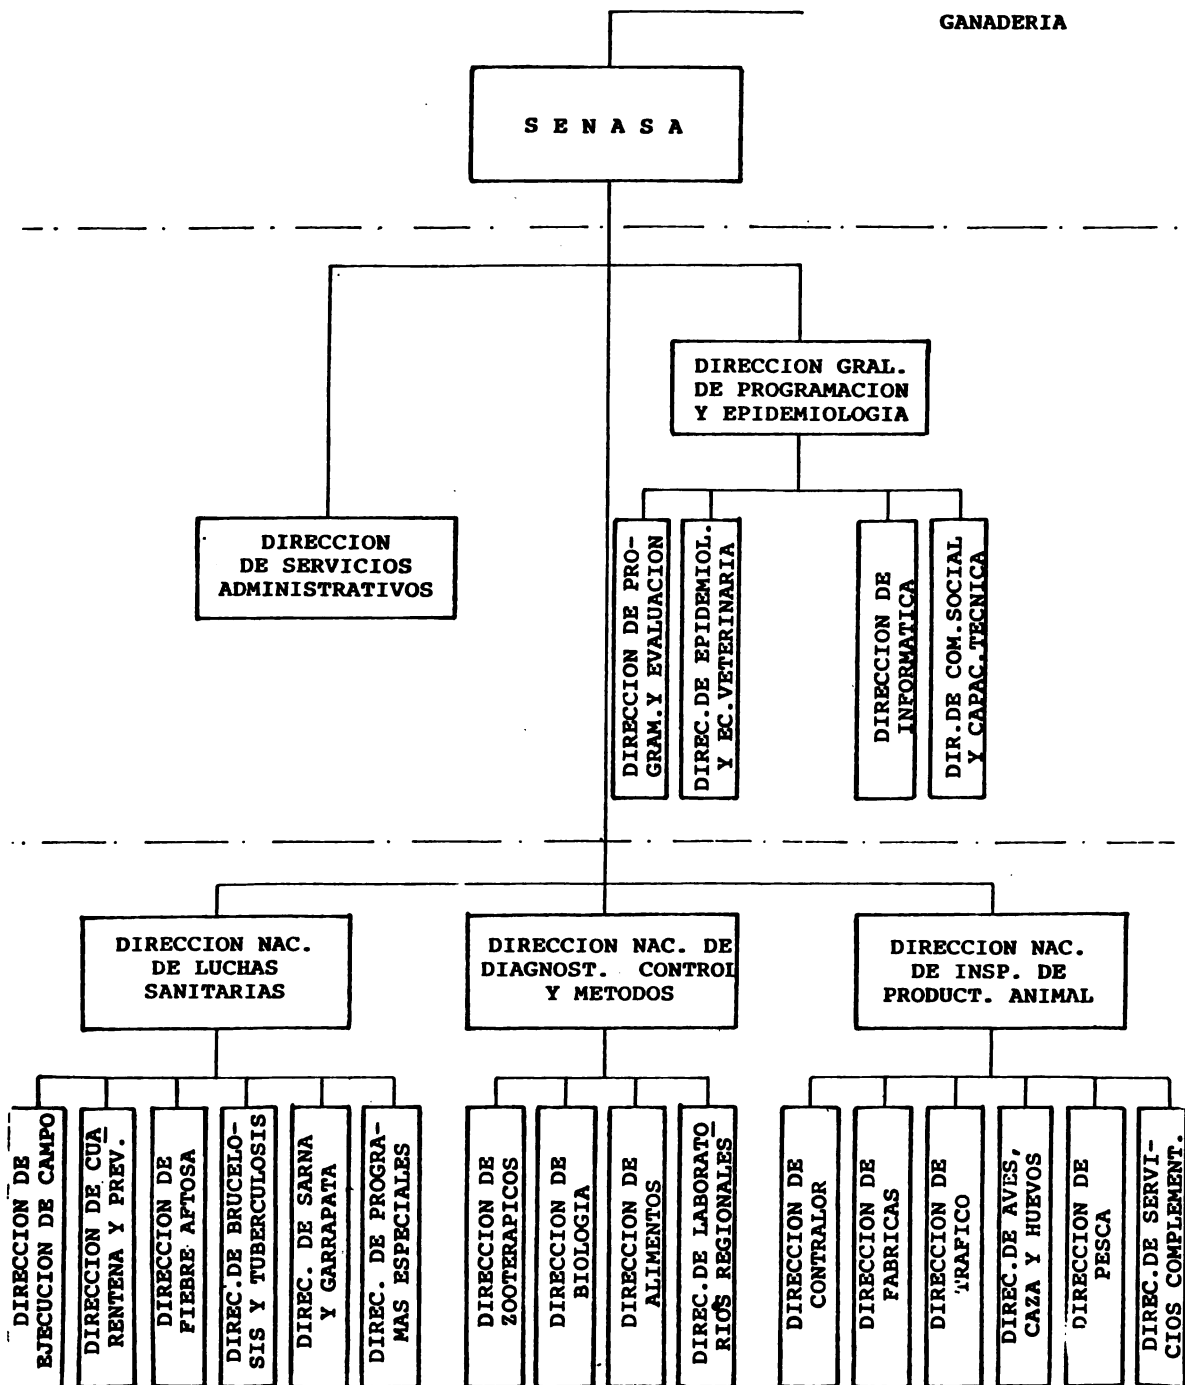 GANADERIA
S E N A S A
DIRECCION GRAL.
DE PROGRAMACION
Y EPIDEMIOLOGIA
DIRECCION
DE SERVICIOS
ADMINISTRATIVOS
DIRECCION DE PRO-
GRAM.Y EVALUACION
DIREC.DE EPIDEMIOL.
Y EC.VETERINARIA
DIRECCION DE
INFORMATICA
DIR.DE COM.SOCIAL
Y CAPAC.TECNICA
DIRECCION NAC.
DE LUCHAS
SANITARIAS
DIRECCION NAC. DE
DIAGNOST. CONTROL
Y METODOS
DIRECCION NAC.
DE INSP. DE
PRODUCT. ANIMAL
DIRECCION DE
EJECUCION DE CAMPO
DIRECCION DE CUA
RENTENA Y PREV.
DIRECCION DE
FIEBRE AFTOSA
DIREC.DE BRUCELO-
SIS Y TUBERCULOSIS
DIREC. DE SARNA
Y GARRAPATA
DIREC. DE PROGRA-
MAS ESPECIALES
DIRECCION DE
ZOOTERAPICOS
DIRECCION DE
BIOLOGIA
DIRECCION DE
ALIMENTOS
DIREC.DE LABORATO
RIOS REGIONALES
DIRECCION DE
CONTRALOR
DIRECCION DE
FABRICAS
DIRECCION DE
TRAFICO
DIREC.DE AVES,
CAZA Y HUEVOS
DIRECCION DE
PESCA
DIREC.DE SERVI-
CIOS COMPLEMENT.